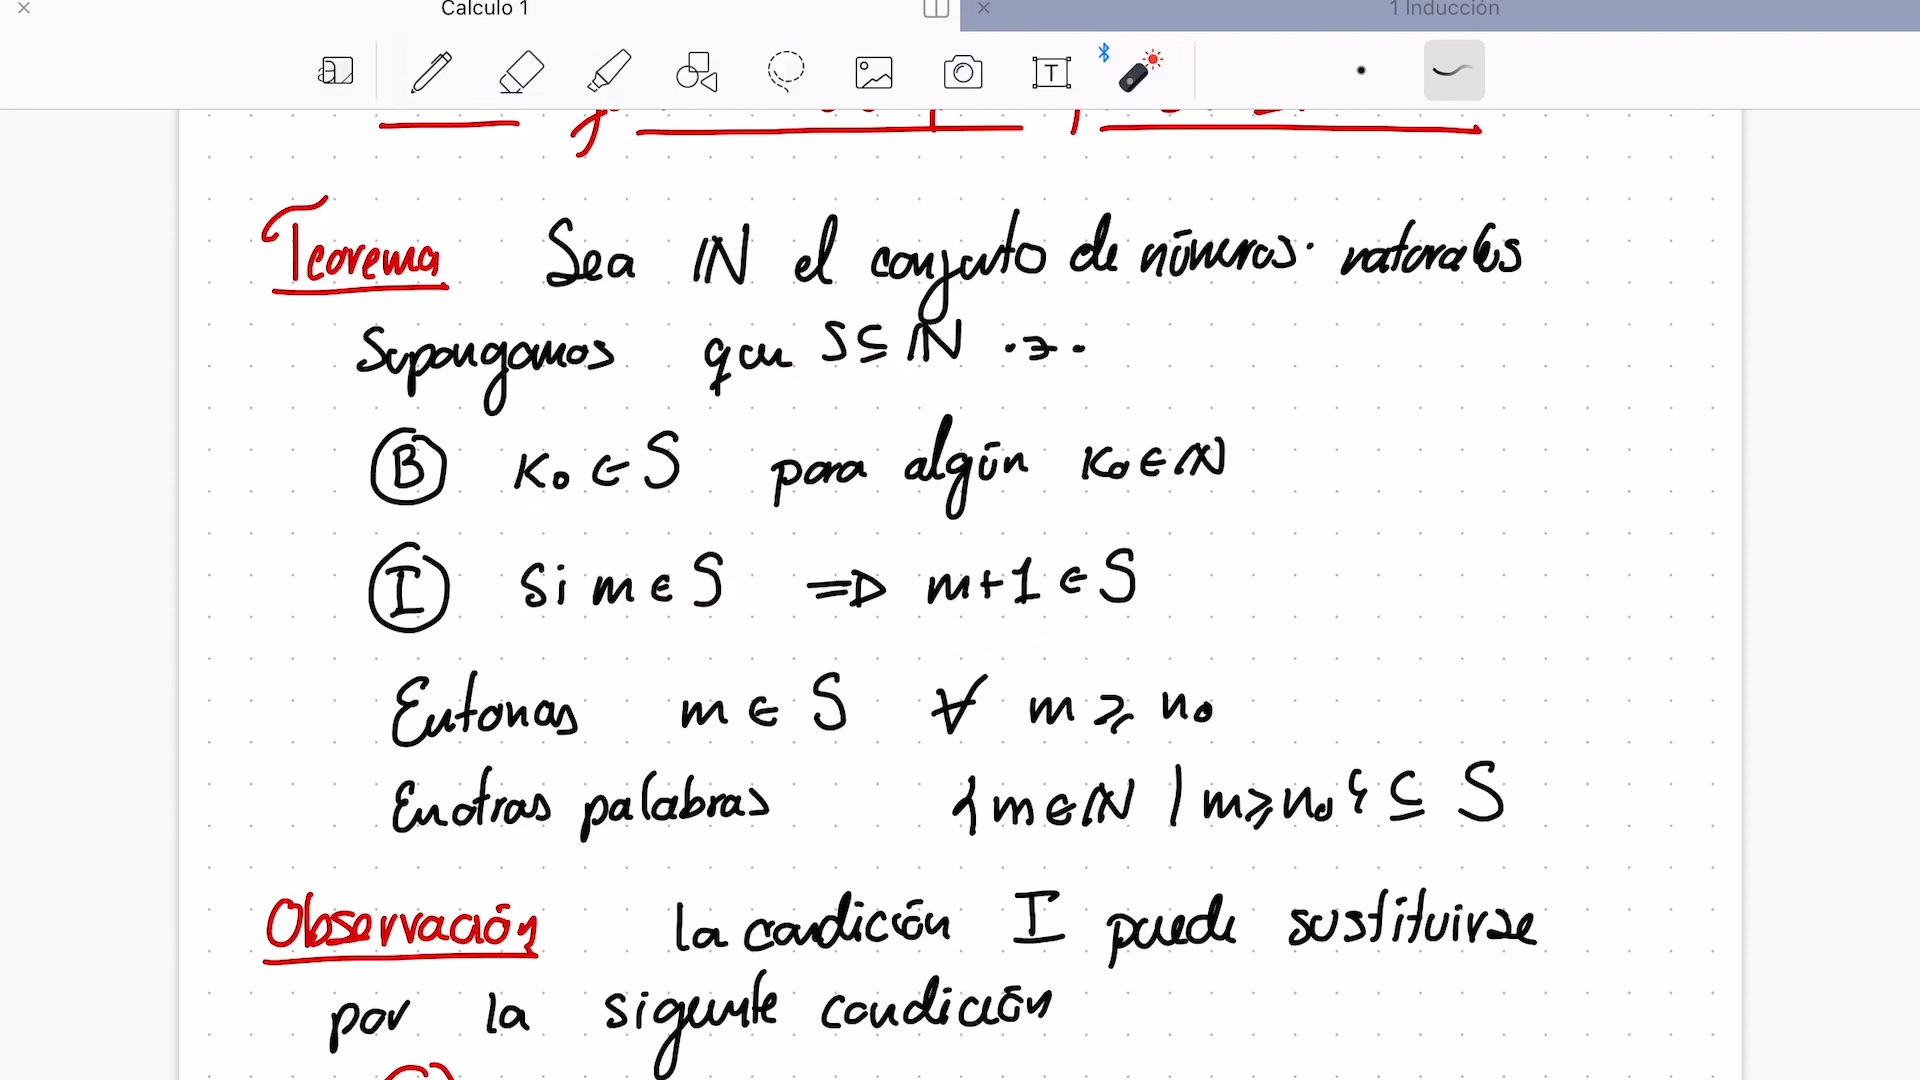 Calculo 1
1 Inducción
Teorema Sea ℕ el conjunto de números naturales
Supongamos que S ⊆ ℕ ·∋·
Ⓑ K₀ ∈ S para algún K₀ ∈ ℕ
Ⓘ Si m ∈ S ⇒ m+1 ∈ S
Entonces m ∈ S ∀ m ⩾ n₀
En otras palabras {m ∈ ℕ | m ⩾ n₀} ⊆ S
Observación la condición I puede sustituirse
por la siguente condición